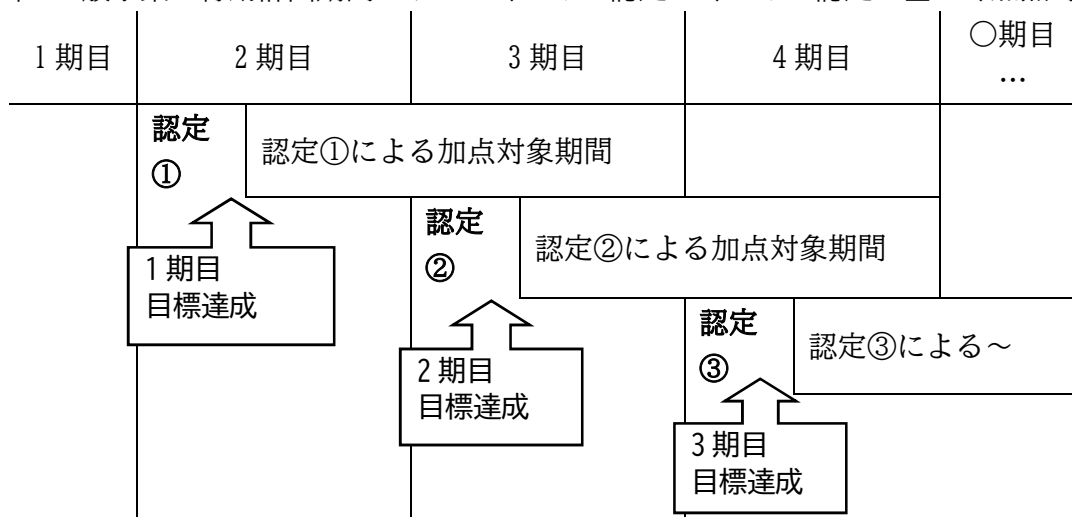 1期目
2期目
3期目
4期目
○期目
…
認定
①
認定①による加点対象期間
認定
②
認定②による加点対象期間
1期目
目標達成
認定
③
認定③による～
2期目
目標達成
3期目
目標達成